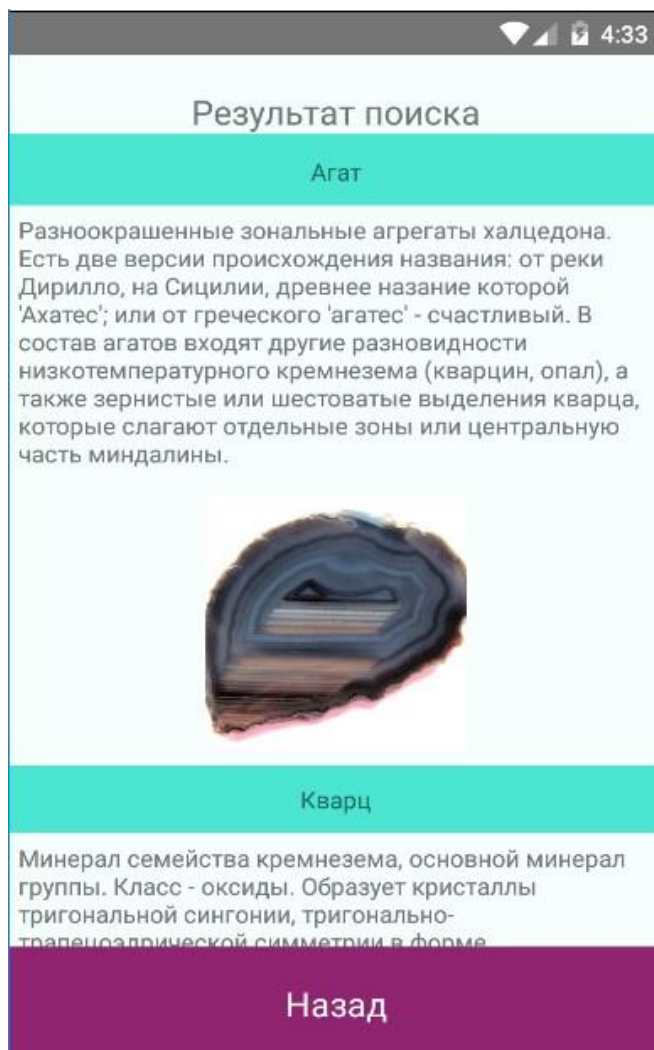 4:33
Результат поиска
Агат
Разноокрашенные зональные агрегаты халцедона.
Есть две версии происхождения названия: от реки
Дирилло, на Сицилии, древнее назание которой
'Ахатес'; или от греческого 'агатес' - счастливый. В
состав агатов входят другие разновидности
низкотемпературного кремнезема (кварцин, опал), а
также зернистые или шестоватые выделения кварца,
которые слагают отдельные зоны или центральную
часть миндалины.
Кварц
Минерал семейства кремнезема, основной минерал
группы. Класс - оксиды. Образует кристаллы
тригональной сингонии, тригонально-
трапецоэдрической симметрии в форме
Назад